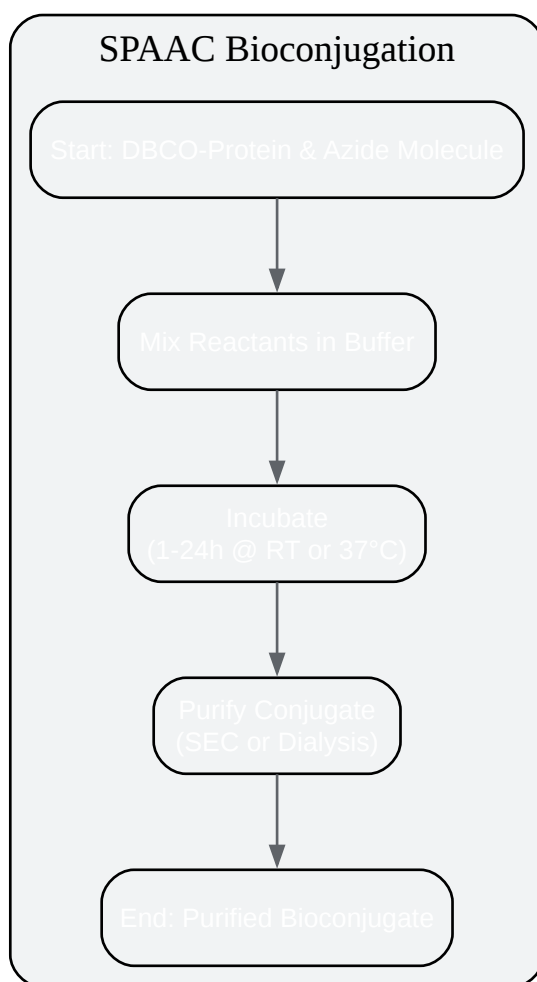 SPAAC Bioconjugation
Start: DBCO-Protein & Azide Molecule
Mix Reactants in Buffer
Incubate
(1-24h @ RT or 37°C)
Purify Conjugate
(SEC or Dialysis)
End: Purified Bioconjugate